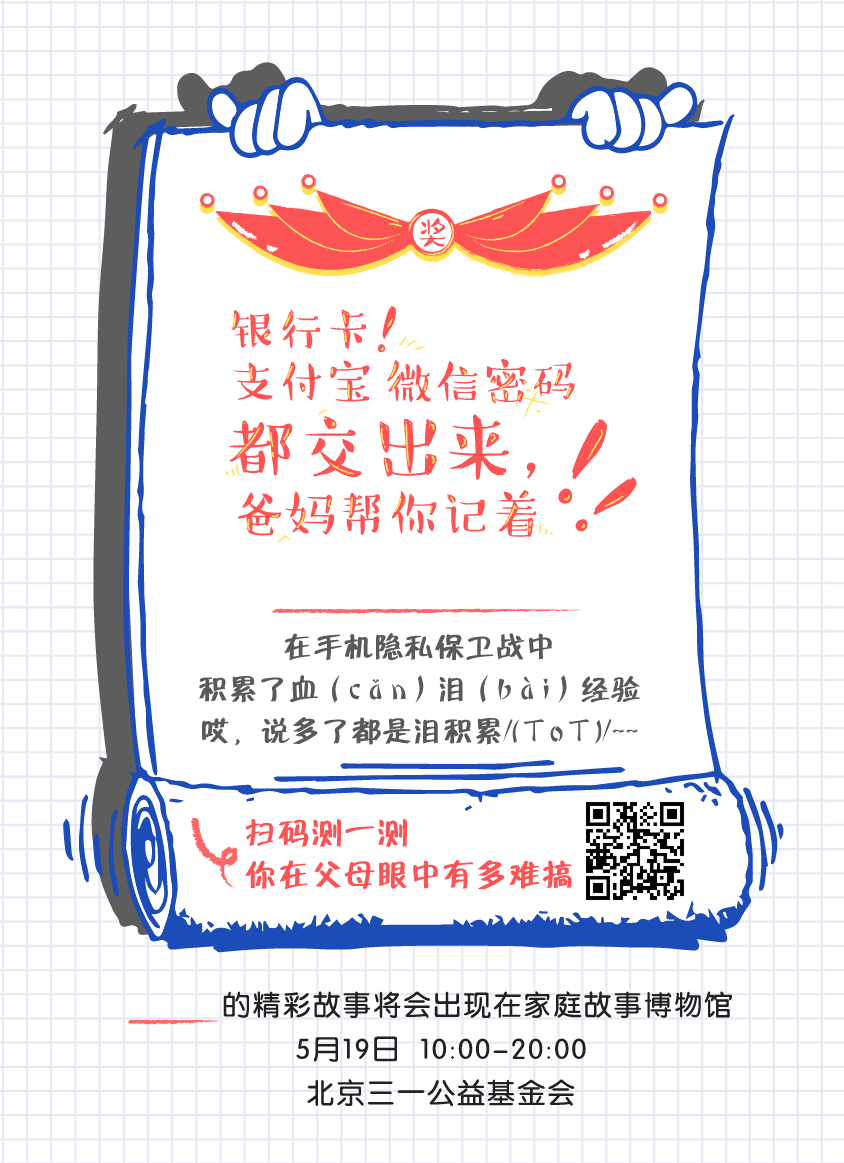 奖
银行卡!
支付宝 微信密码
都交出来，!
爸妈帮你记着!
在手机隐私保卫战中
积累了血（cǎn）泪（bài）经验
哎，说多了都是泪积累/(ToT)/~~
扫码测一测
你在父母眼中有多难搞
的精彩故事将会出现在家庭故事博物馆
5月19日 10:00-20:00
北京三一公益基金会